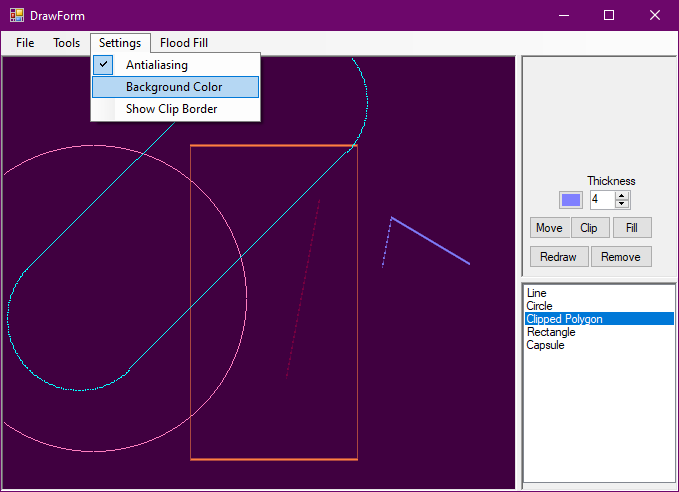 DrawForm
File Tools Settings Flood Fill
Antialiasing
Background Color
Show Clip Border
Thickness
4
Move Clip Fill
Redraw Remove
Line
Circle
Clipped Polygon
Rectangle
Capsule